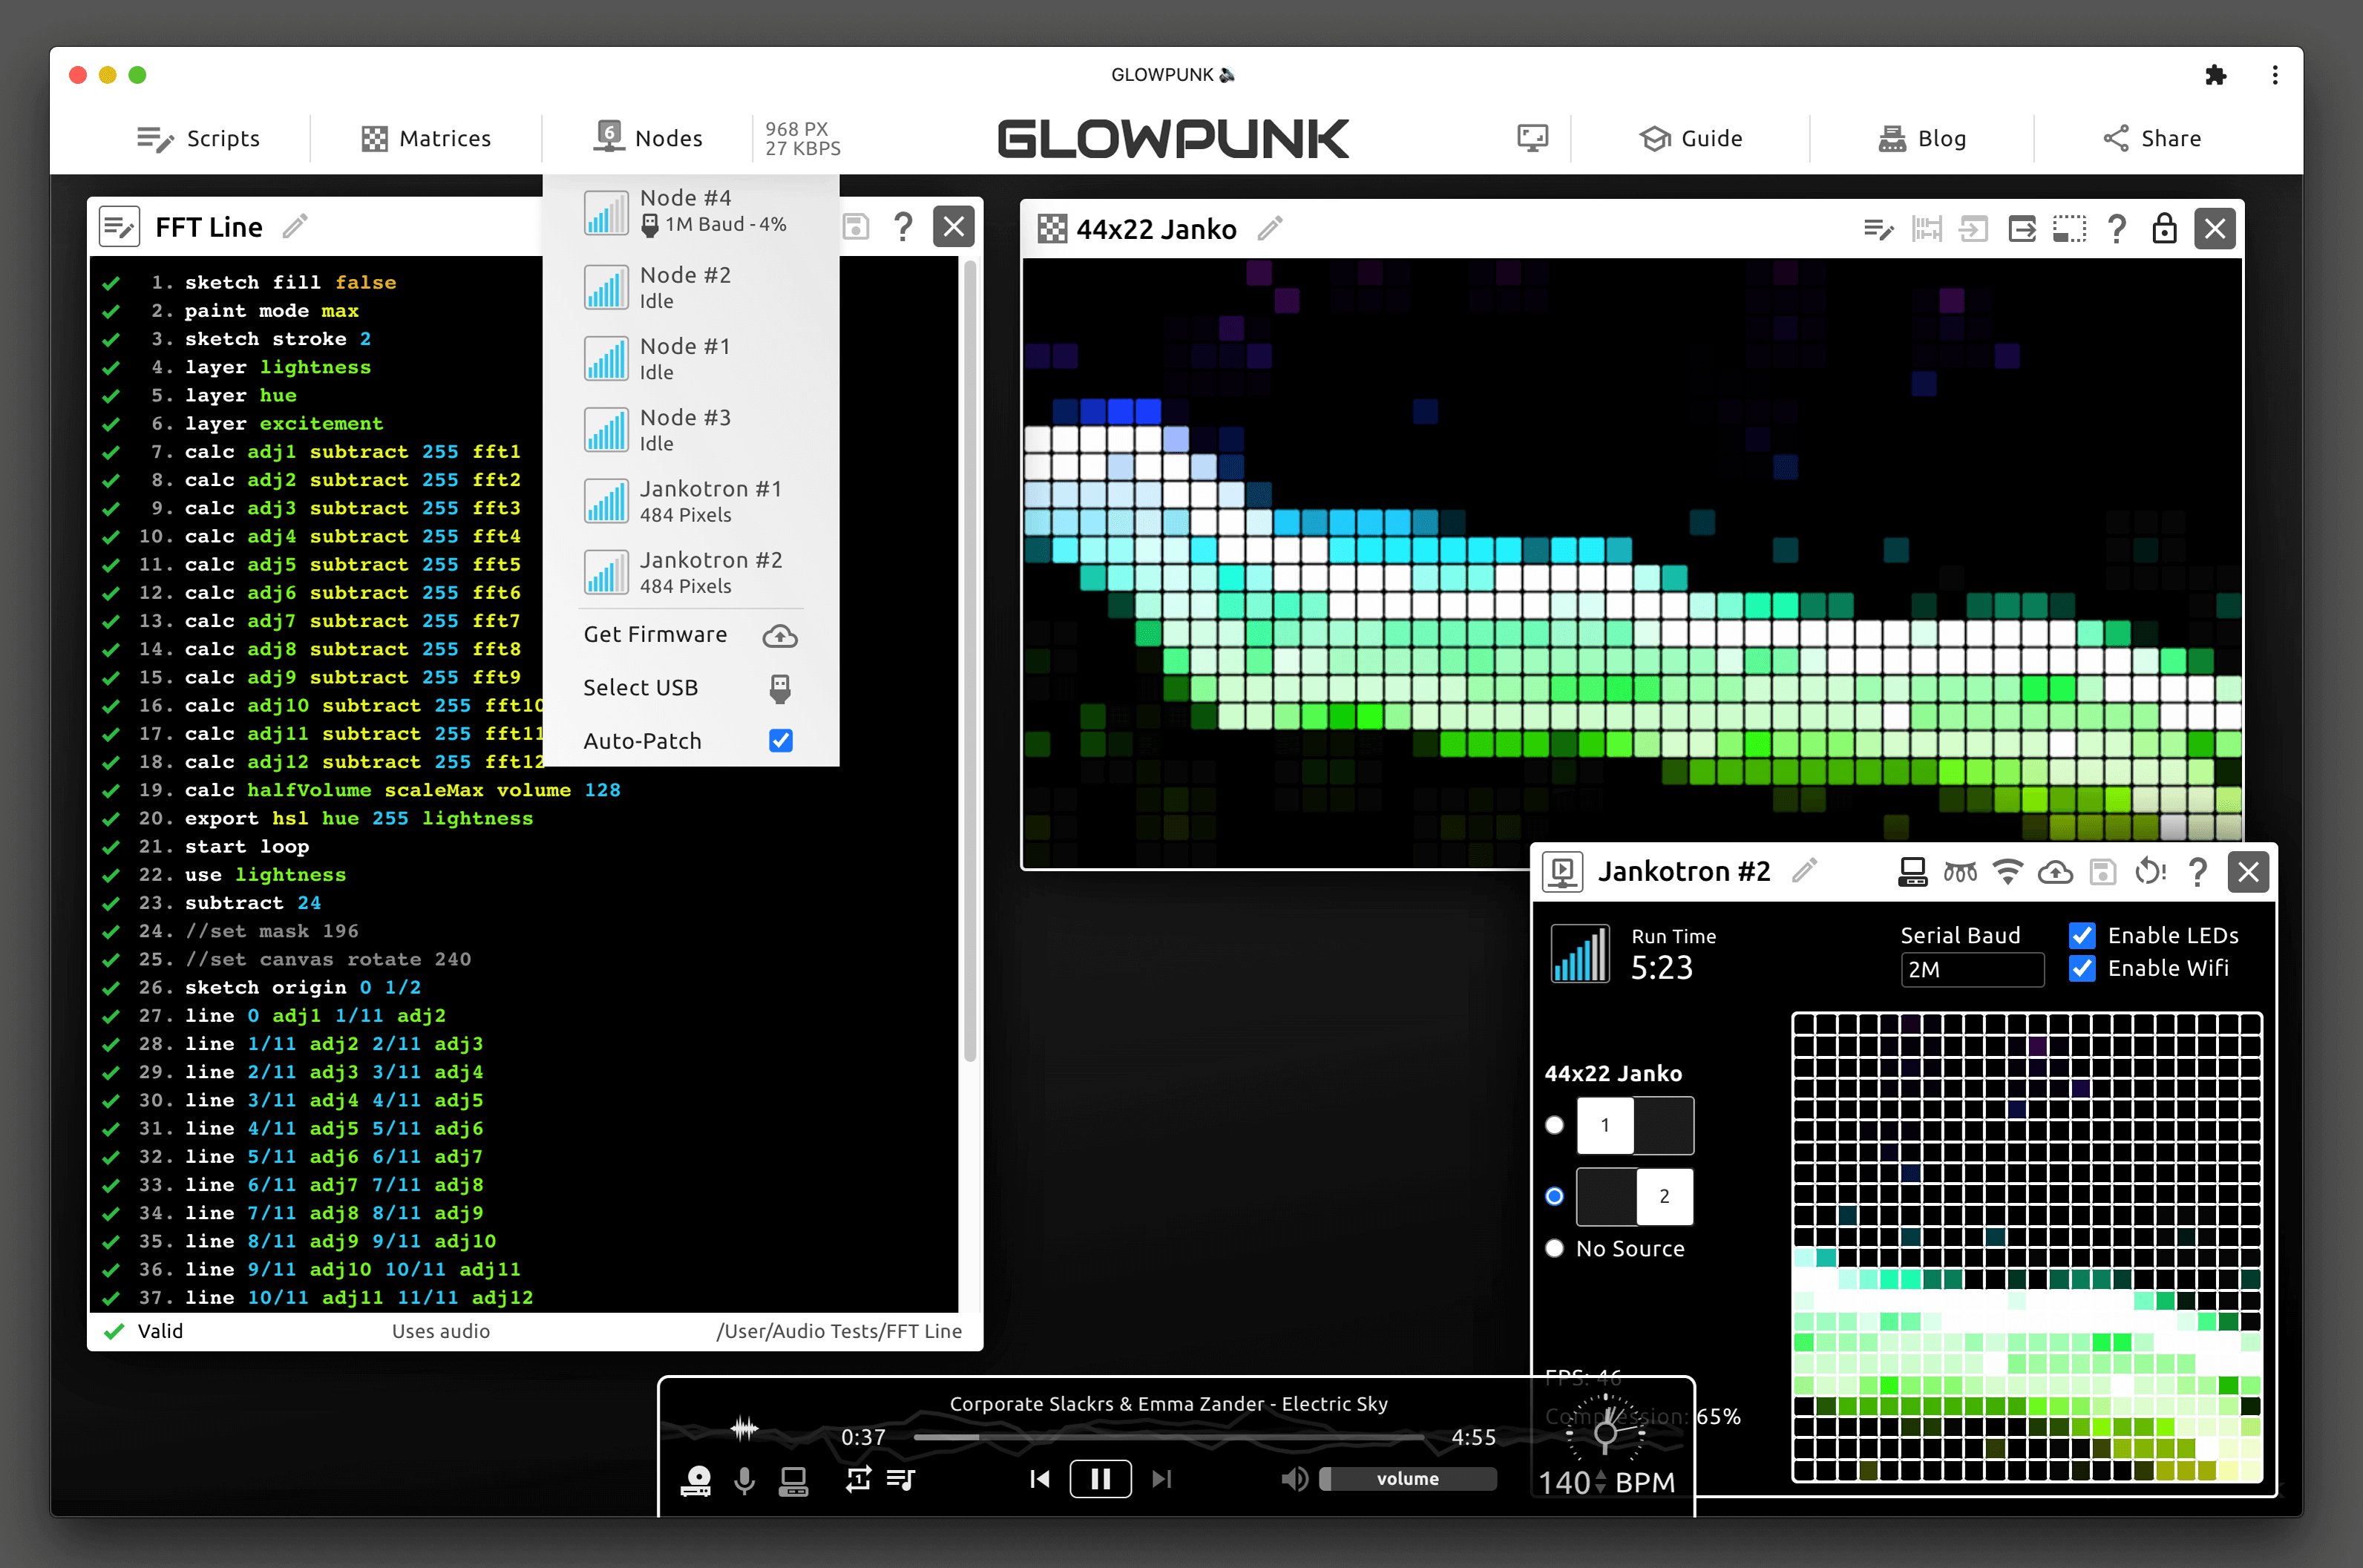 GLOWPUNK
Scripts
Matrices
6
Nodes
968 PX
27 KBPS
GLOWPUNK
Guide
Blog
Share
FFT Line
?
1. sketch fill false
2. paint mode max
3. sketch stroke 2
4. layer lightness
5. layer hue
6. layer excitement
7. calc adj1 subtract 255 fft1
8. calc adj2 subtract 255 fft2
9. calc adj3 subtract 255 fft3
10. calc adj4 subtract 255 fft4
11. calc adj5 subtract 255 fft5
12. calc adj6 subtract 255 fft6
13. calc adj7 subtract 255 fft7
14. calc adj8 subtract 255 fft8
15. calc adj9 subtract 255 fft9
16. calc adj10 subtract 255 fft10
17. calc adj11 subtract 255 fft11
18. calc adj12 subtract 255 fft12
19. calc halfVolume scaleMax volume 128
20. export hsl hue 255 lightness
21. start loop
22. use lightness
23. subtract 24
24. //set mask 196
25. //set canvas rotate 240
26. sketch origin 0 1/2
27. line 0 adj1 1/11 adj2
28. line 1/11 adj2 2/11 adj3
29. line 2/11 adj3 3/11 adj4
30. line 3/11 adj4 4/11 adj5
31. line 4/11 adj5 5/11 adj6
32. line 5/11 adj6 6/11 adj7
33. line 6/11 adj7 7/11 adj8
34. line 7/11 adj8 8/11 adj9
35. line 8/11 adj9 9/11 adj10
36. line 9/11 adj10 10/11 adj11
37. line 10/11 adj11 11/11 adj12
Valid
Uses audio
/User/Audio Tests/FFT Line
Node #4
1M Baud - 4%
Node #2
Idle
Node #1
Idle
Node #3
Idle
Jankotron #1
484 Pixels
Jankotron #2
484 Pixels
Get Firmware
Select USB
Auto-Patch
44x22 Janko
?
Jankotron #2
?
Run Time
5:23
Serial Baud
2M
Enable LEDs
Enable Wifi
44x22 Janko
1
2
No Source
FPS: 46
Compression: 65%
Corporate Slackrs & Emma Zander - Electric Sky
0:37
4:55
1
volume
140 BPM